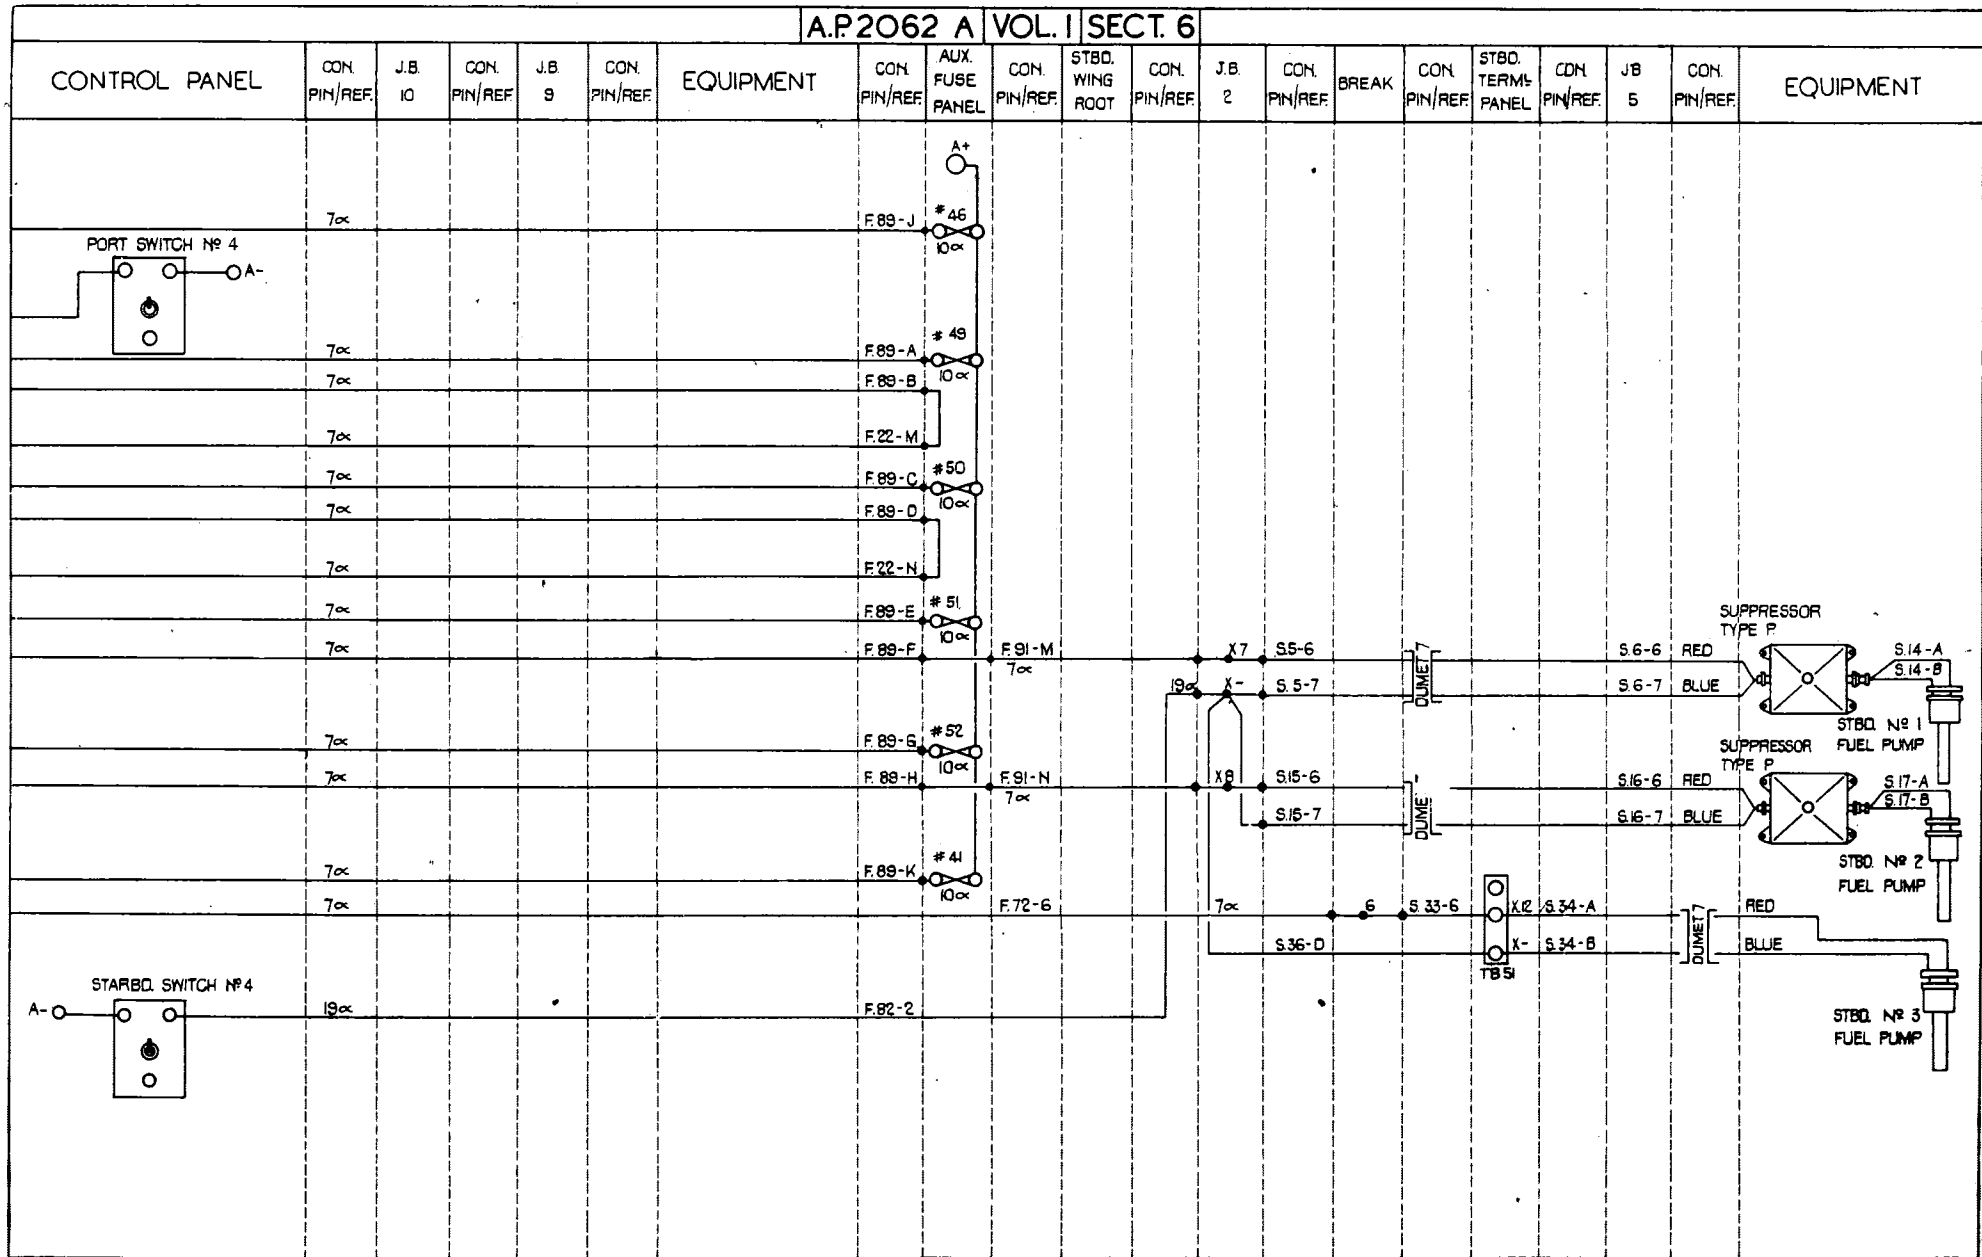 A.P.2062 A VOL. 1 SECT. 6
CONTROL PANEL
CON. PIN/REF.
J.B. 10
CON. PIN/REF.
J.B. 9
CON. PIN/REF.
EQUIPMENT
CON. PIN/REF.
AUX. FUSE PANEL
CON. PIN/REF.
STBD. WING ROOT
CON. PIN/REF.
J.B. 2
CON. PIN/REF.
BREAK
CON. PIN/REF.
STBD. TERML PANEL
CON. PIN/REF.
J.B 5
CON. PIN/REF.
EQUIPMENT
A+
7∝ F.89-J # 46
10∝
PORT SWITCH Nº 4
A-
7∝ F.89-A # 49
10∝
7∝ F.89-B
7∝ F.22-M
7∝ F.89-C #50
10∝
7∝ F.89-D
7∝ F.22-N
7∝ F.89-E # 51
10∝
SUPPRESSOR
TYPE P.
7∝ F.89-F F.91-M X7 S.5-6 DUMET 7 S.6-6 RED S.14-A
7∝
S.14-B
19∝ X- S.5-7 S.6-7 BLUE
STBD. Nº 1
FUEL PUMP
7∝ F.89-G #52
10∝
SUPPRESSOR
TYPE P.
7∝ F.89-H F.91-N X8 S.15-6 DUME S.16-6 RED S.17-A
7∝
S.17-B
S.15-7 S.16-7 BLUE
STBD. Nº 2
FUEL PUMP
7∝ F.89-K # 41
10∝
7∝ F.72-6 7∝ 6 S.33-6 X12 S.34-A DUMET 7 RED
S.36-D X- S.34-B BLUE
TB 51
STARBD. SWITCH Nº 4
A- 19∝ F.82-2
STBD. Nº 3
FUEL PUMP